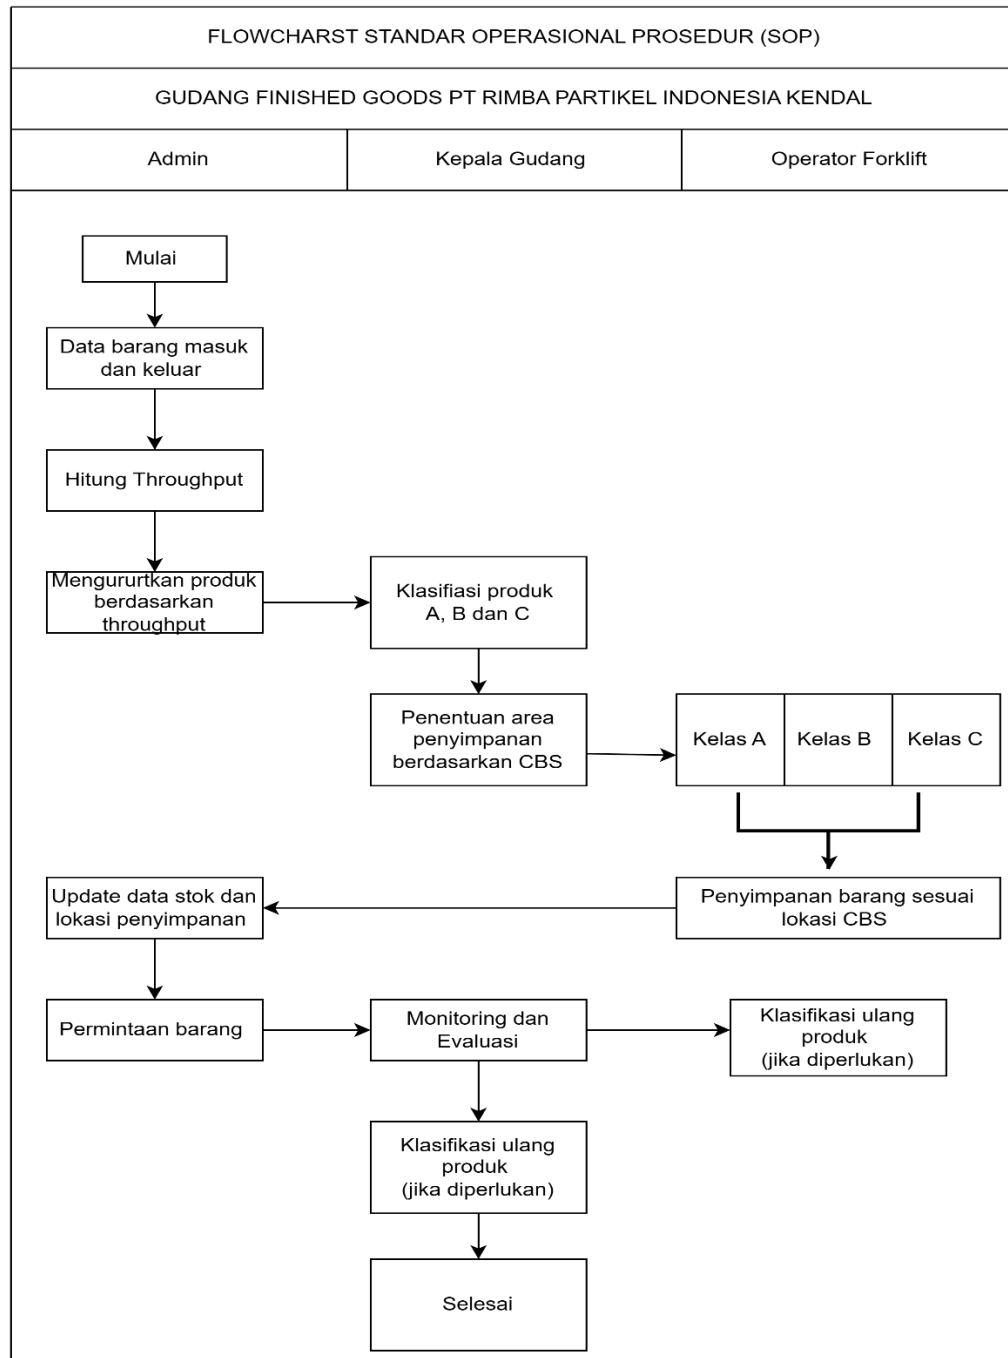 FLOWCHARST STANDAR OPERASIONAL PROSEDUR (SOP)
GUDANG FINISHED GOODS PT RIMBA PARTIKEL INDONESIA KENDAL
Admin
Kepala Gudang
Operator Forklift
Mulai
Data barang masuk
dan keluar
Hitung Throughput
Mengururtkan produk
berdasarkan
throughput
Klasifiasi produk
A, B dan C
Penentuan area
penyimpanan
berdasarkan CBS
Kelas A
Kelas B
Kelas C
Penyimpanan barang sesuai
lokasi CBS
Update data stok dan
lokasi penyimpanan
Permintaan barang
Monitoring dan
Evaluasi
Klasifikasi ulang
produk
(jika diperlukan)
Klasifikasi ulang
produk
(jika diperlukan)
Selesai